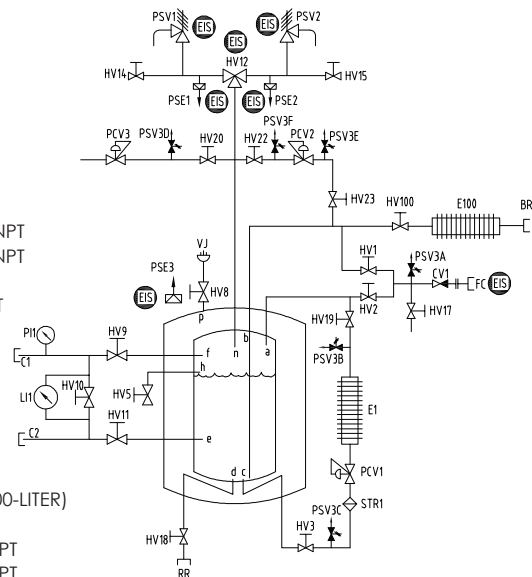 PSV1
EIS
PSV2
EIS
EIS
HV12
HV14
HV15
PSE1
EIS
EIS
PSE2
PSV3D
PSV3F
PCV3
HV20
HV22
PCV2
PSV3E
HV23
HV100
E100
BR
NPT
NPT
VJ
PSE3
EIS
HV8
p
HV1
PSV3A
CV1
FC
EIS
HV2
HV19
HV17
PI1
HV9
C1
b
f
n
a
h
PSV3B
LI1
HV10
HV5
E1
HV11
C2
e
d
c
PCV1
00-LITER)
STR1
PSV3C
HV3
HV18
PT
RR
PT